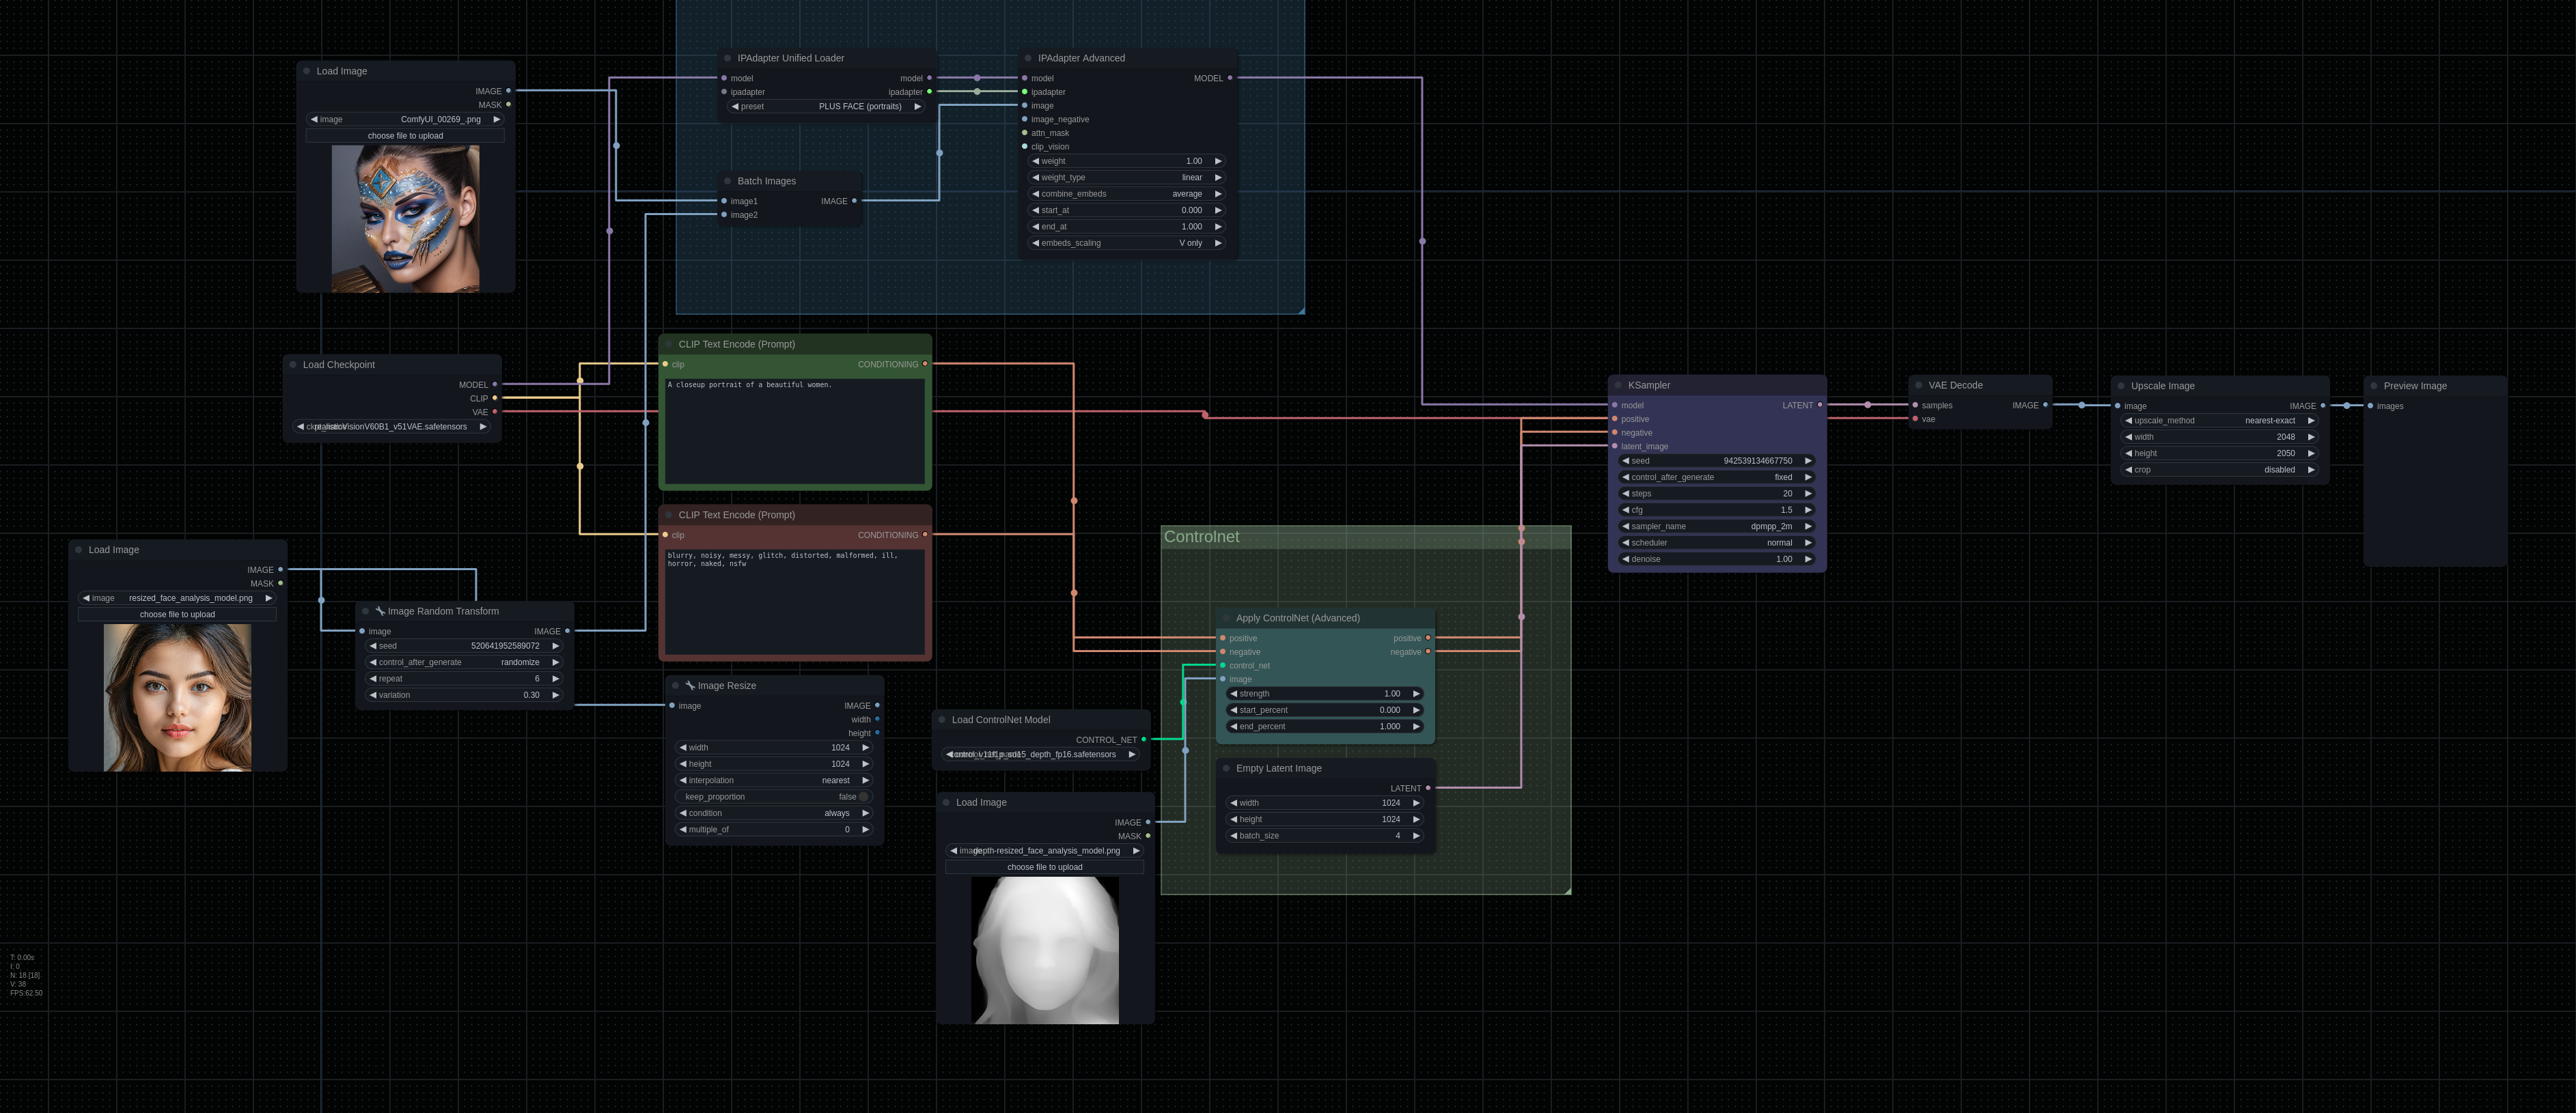 Load Image
IMAGE
MASK
image ComfyUI_00269_.png
choose file to upload
IPAdapter Unified Loader
model model
ipadapter ipadapter
preset PLUS FACE (portraits)
IPAdapter Advanced
model MODEL
ipadapter
image
image_negative
attn_mask
clip_vision
weight 1.00
weight_type linear
combine_embeds average
start_at 0.000
end_at 1.000
embeds_scaling V only
Batch Images
image1 IMAGE
image2
Load Checkpoint
MODEL
CLIP
VAE
VisionV60B1_v51VAE.safetensors
CLIP Text Encode (Prompt)
clip CONDITIONING
A closeup portrait of a beautiful women.
CLIP Text Encode (Prompt)
clip CONDITIONING
blurry, noisy, messy, glitch, distorted, malformed, ill,
horror, naked, nsfw
Load Image
IMAGE
MASK
image resized_face_analysis_model.png
choose file to upload
Image Random Transform
image IMAGE
seed 520641952589072
control_after_generate randomize
repeat 6
variation 0.30
Image Resize
image IMAGE
width
height
width 1024
height 1024
interpolation nearest
keep_proportion false
condition always
multiple_of 0
Load ControlNet Model
CONTROL_NET
sd15_depth_fp16.safetensors
Load Image
IMAGE
MASK
depth-resized_face_analysis_model.png
choose file to upload
Controlnet
Apply ControlNet (Advanced)
positive positive
negative negative
control_net
image
strength 1.00
start_percent 0.000
end_percent 1.000
Empty Latent Image
LATENT
width 1024
height 1024
batch_size 4
KSampler
model LATENT
positive
negative
latent_image
seed 942539134667750
control_after_generate fixed
steps 20
cfg 1.5
sampler_name dpmpp_2m
scheduler normal
denoise 1.00
VAE Decode
samples IMAGE
vae
Upscale Image
image IMAGE
upscale_method nearest-exact
width 2048
height 2050
crop disabled
Preview Image
images
T: 0.00s
I: 0
N: 18 [18]
V: 38
FPS:62.50